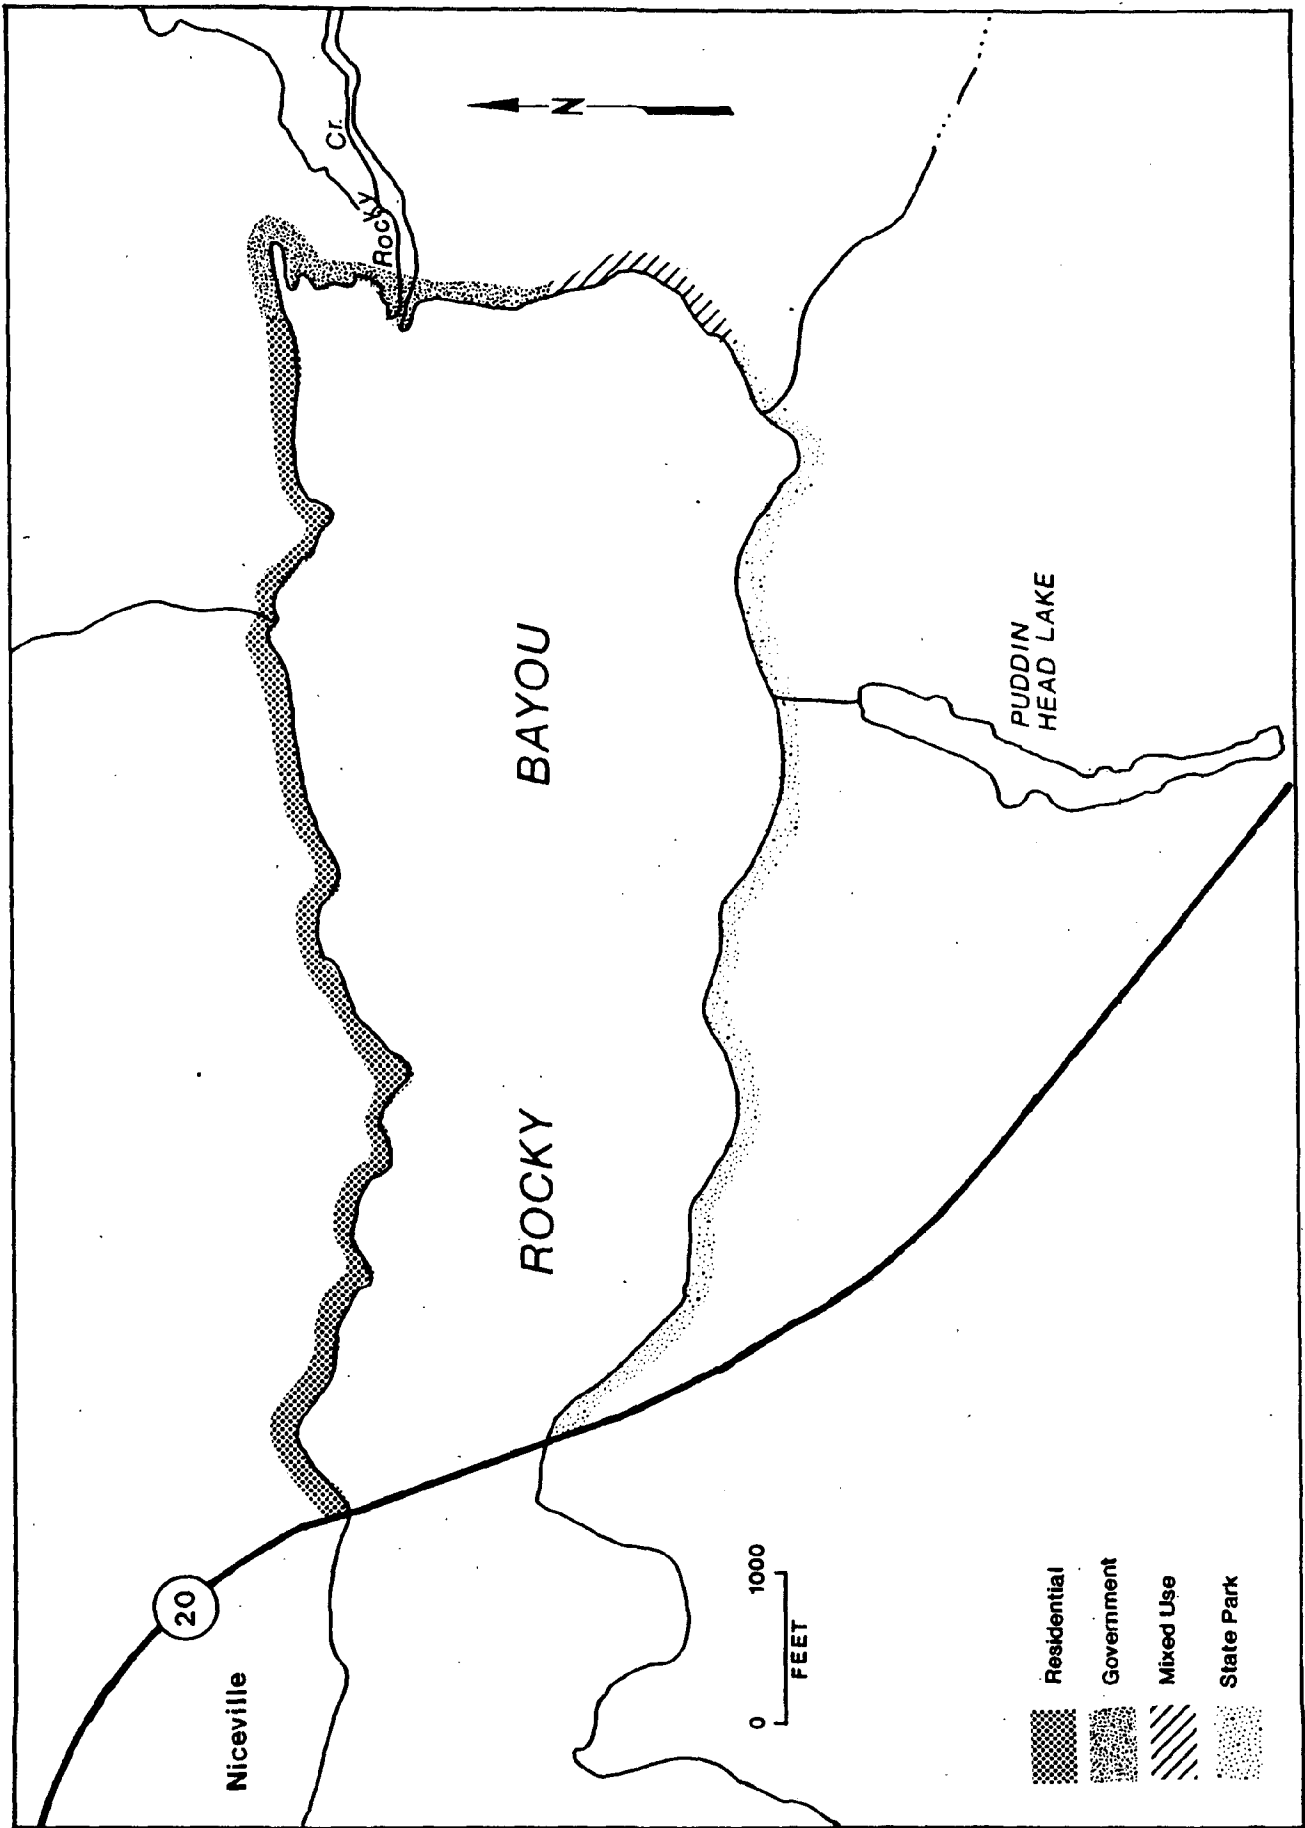 Niceville
20
ROCKY BAYOU
Rocky Cr.
N
PUDDIN
HEAD LAKE
0 1000
FEET
Residential
Government
Mixed Use
State Park